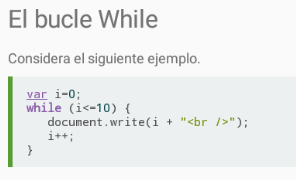 El bucle While
Considera el siguiente ejemplo.
var i=0;
while (i<=10) {
document.write(i + "<br />");
i++;
}